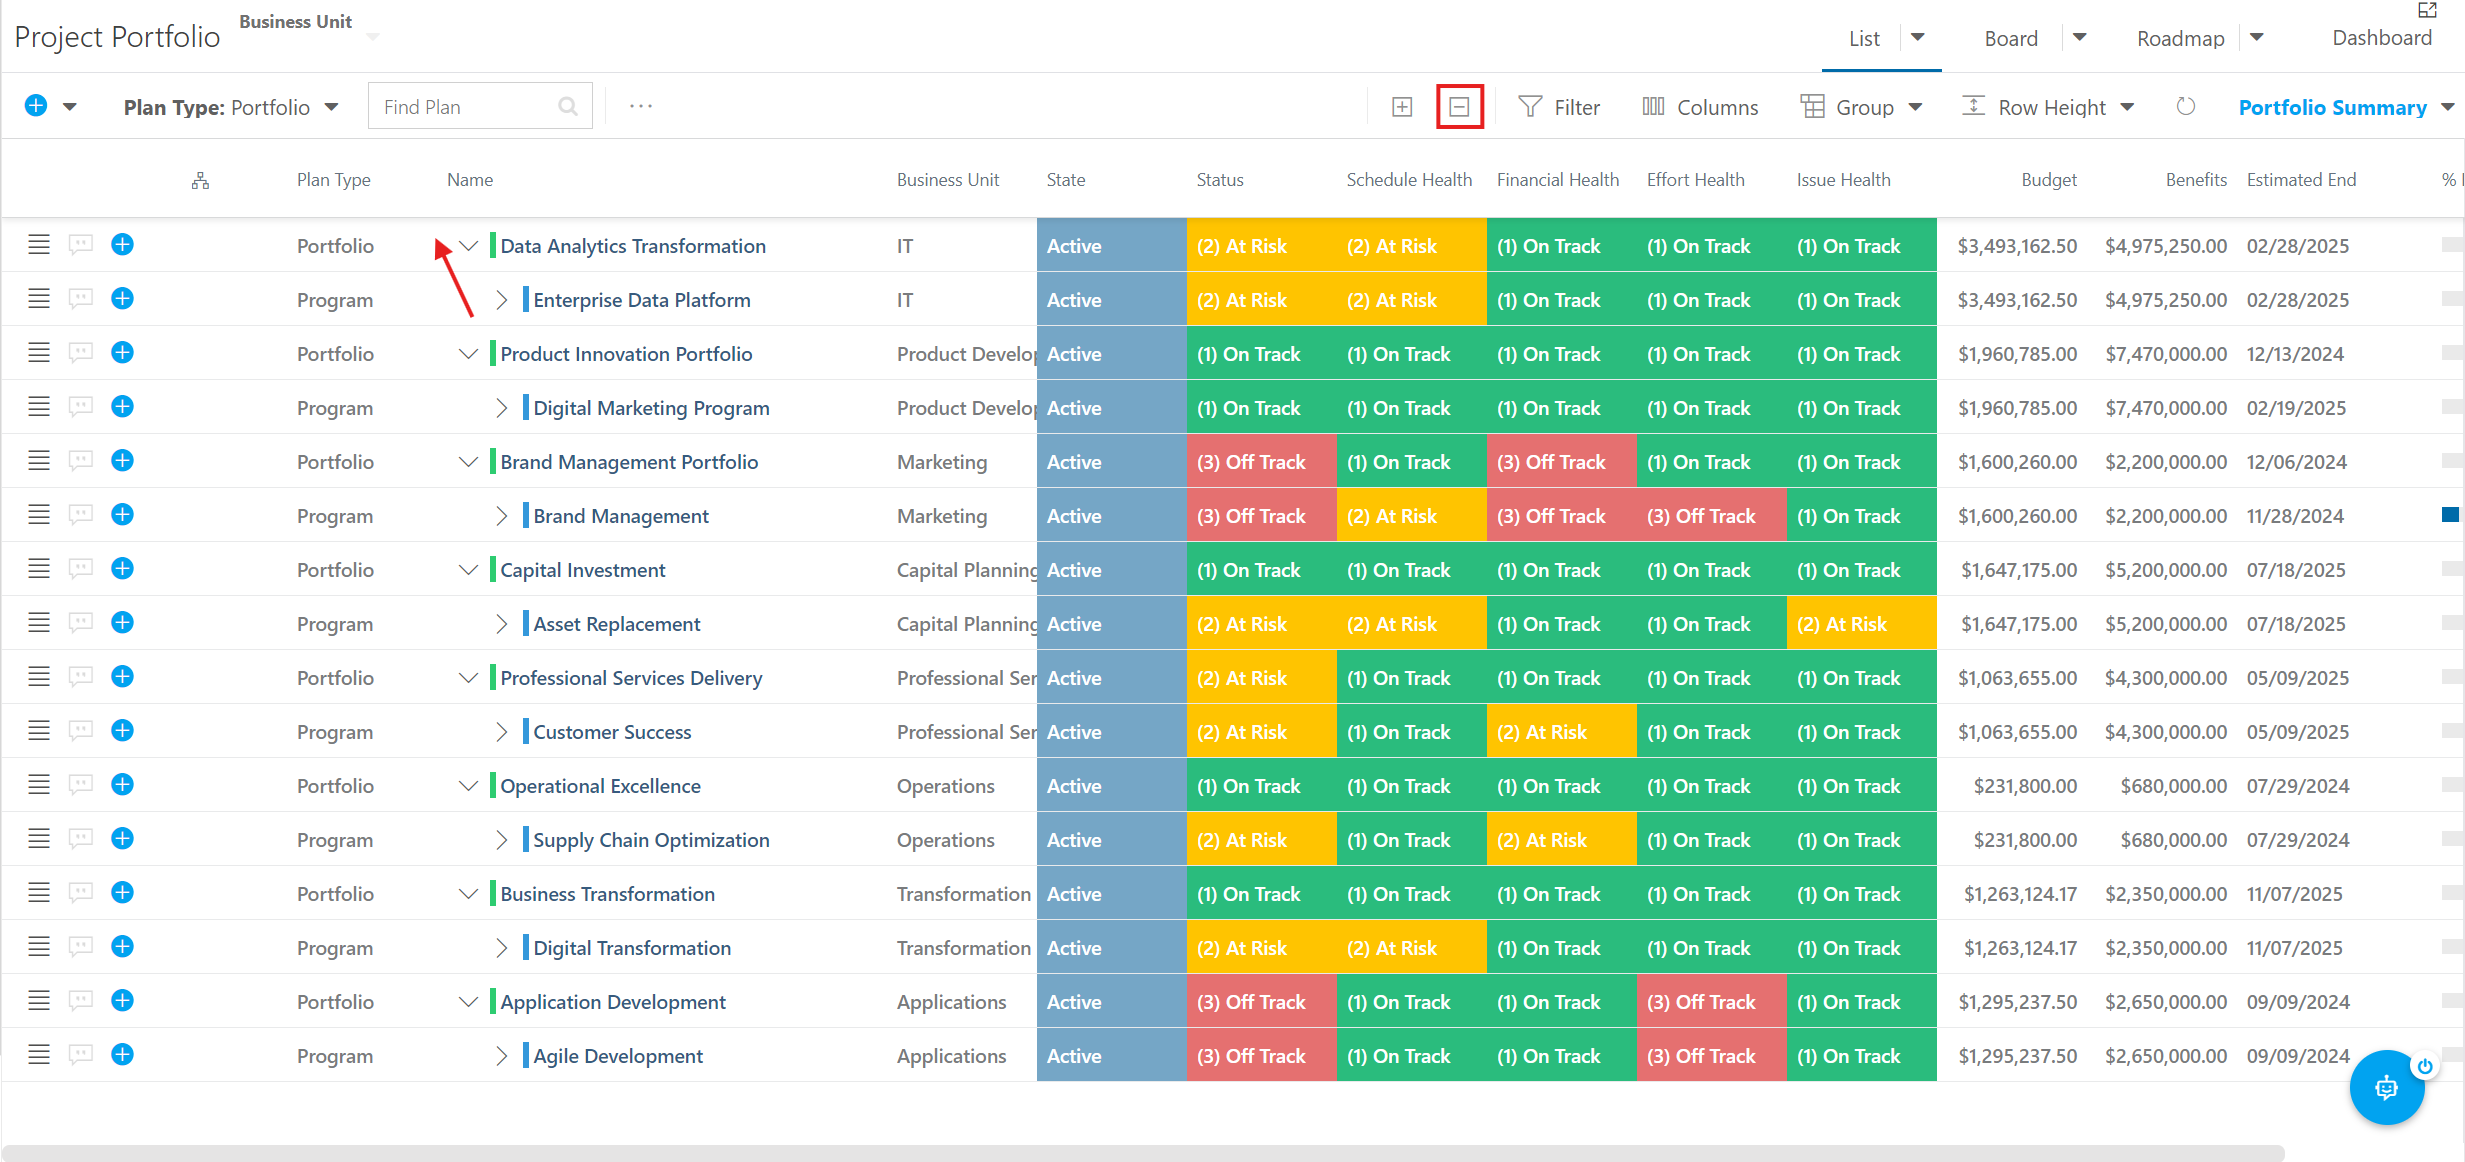 Project Portfolio
Business Unit
List
Board
Roadmap
Dashboard
Plan Type: Portfolio
Find Plan
Filter
Columns
Group
Row Height
Portfolio Summary
Plan Type Name Business Unit State Status Schedule Health Financial Health Effort Health Issue Health Budget Benefits Estimated End %
Portfolio Data Analytics Transformation IT Active (2) At Risk (2) At Risk (1) On Track (1) On Track (1) On Track $3,493,162.50 $4,975,250.00 02/28/2025
Program Enterprise Data Platform IT Active (2) At Risk (2) At Risk (1) On Track (1) On Track (1) On Track $3,493,162.50 $4,975,250.00 02/28/2025
Portfolio Product Innovation Portfolio Product Develop Active (1) On Track (1) On Track (1) On Track (1) On Track (1) On Track $1,960,785.00 $7,470,000.00 12/13/2024
Program Digital Marketing Program Product Develop Active (1) On Track (1) On Track (1) On Track (1) On Track (1) On Track $1,960,785.00 $7,470,000.00 02/19/2025
Portfolio Brand Management Portfolio Marketing Active (3) Off Track (1) On Track (3) Off Track (1) On Track (1) On Track $1,600,260.00 $2,200,000.00 12/06/2024
Program Brand Management Marketing Active (3) Off Track (2) At Risk (3) Off Track (3) Off Track (1) On Track $1,600,260.00 $2,200,000.00 11/28/2024
Portfolio Capital Investment Capital Planning Active (1) On Track (1) On Track (1) On Track (1) On Track (1) On Track $1,647,175.00 $5,200,000.00 07/18/2025
Program Asset Replacement Capital Planning Active (2) At Risk (2) At Risk (1) On Track (1) On Track (2) At Risk $1,647,175.00 $5,200,000.00 07/18/2025
Portfolio Professional Services Delivery Professional Ser Active (2) At Risk (1) On Track (1) On Track (1) On Track (1) On Track $1,063,655.00 $4,300,000.00 05/09/2025
Program Customer Success Professional Ser Active (2) At Risk (1) On Track (2) At Risk (1) On Track (1) On Track $1,063,655.00 $4,300,000.00 05/09/2025
Portfolio Operational Excellence Operations Active (1) On Track (1) On Track (1) On Track (1) On Track (1) On Track $231,800.00 $680,000.00 07/29/2024
Program Supply Chain Optimization Operations Active (2) At Risk (1) On Track (2) At Risk (1) On Track (1) On Track $231,800.00 $680,000.00 07/29/2024
Portfolio Business Transformation Transformation Active (1) On Track (1) On Track (1) On Track (1) On Track (1) On Track $1,263,124.17 $2,350,000.00 11/07/2025
Program Digital Transformation Transformation Active (2) At Risk (2) At Risk (1) On Track (1) On Track (1) On Track $1,263,124.17 $2,350,000.00 11/07/2025
Portfolio Application Development Applications Active (3) Off Track (1) On Track (1) On Track (3) Off Track (1) On Track $1,295,237.50 $2,650,000.00 09/09/2024
Program Agile Development Applications Active (3) Off Track (1) On Track (1) On Track (3) Off Track (1) On Track $1,295,237.50 $2,650,000.00 09/09/2024